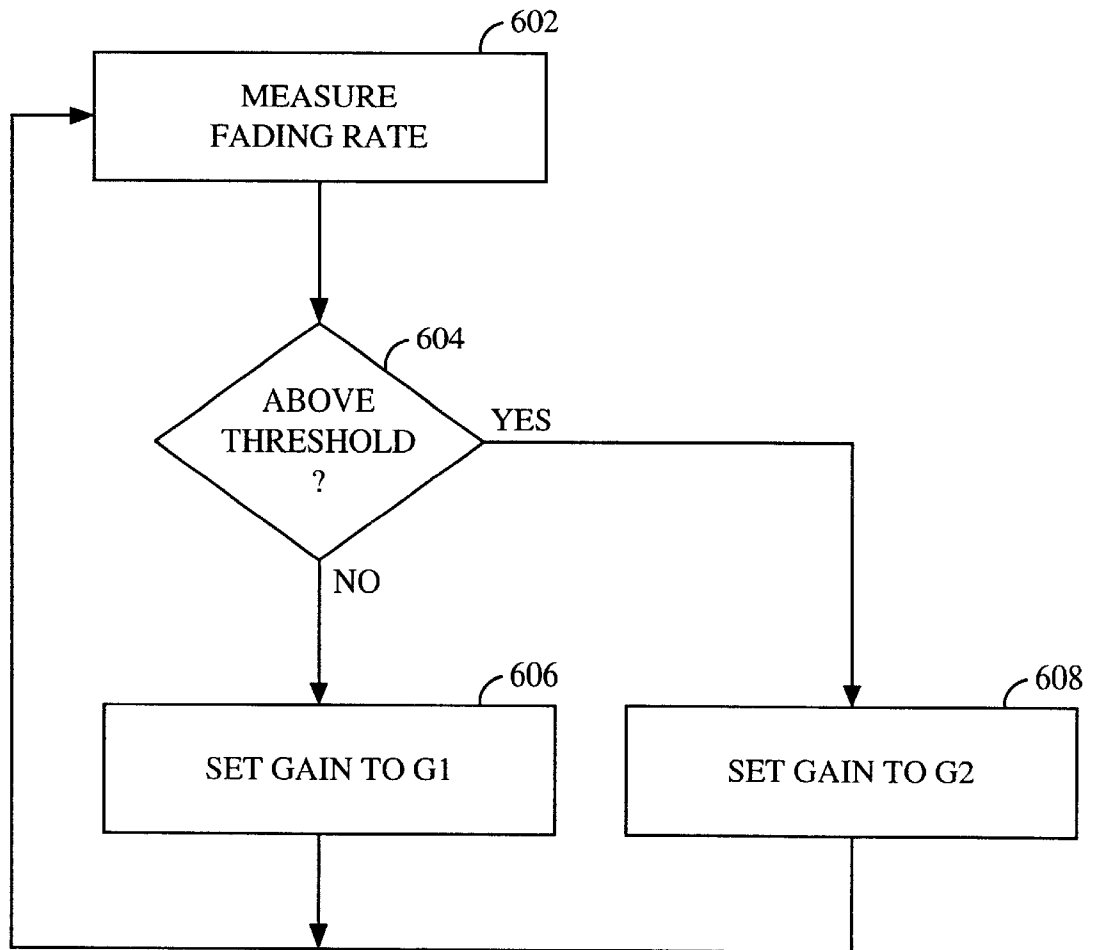 602
MEASURE
FADING RATE
604
ABOVE
THRESHOLD
?
YES
NO
606
SET GAIN TO G1
608
SET GAIN TO G2